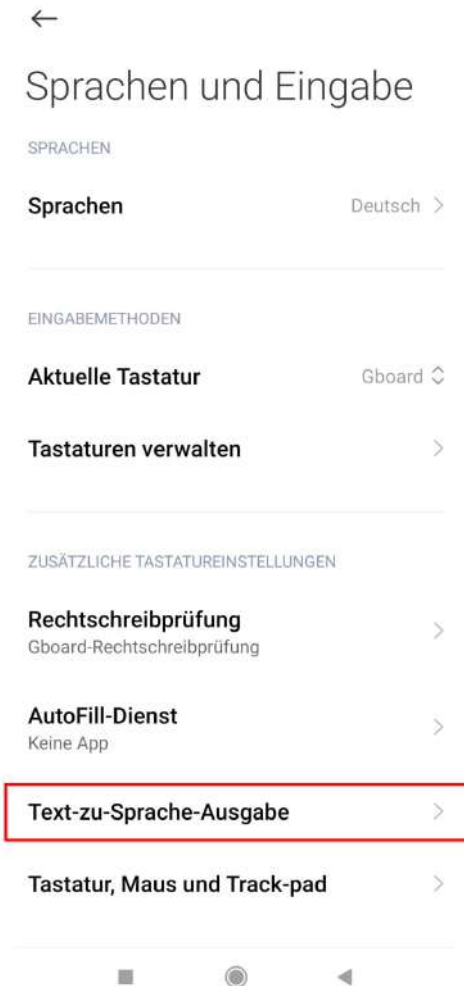 Sprachen und Eingabe
SPRACHEN
Sprachen Deutsch
EINGABEMETHODEN
Aktuelle Tastatur Gboard
Tastaturen verwalten
ZUSÄTZLICHE TASTATUREINSTELLUNGEN
Rechtschreibprüfung
Gboard-Rechtschreibprüfung
AutoFill-Dienst
Keine App
Text-zu-Sprache-Ausgabe
Tastatur, Maus und Track-pad